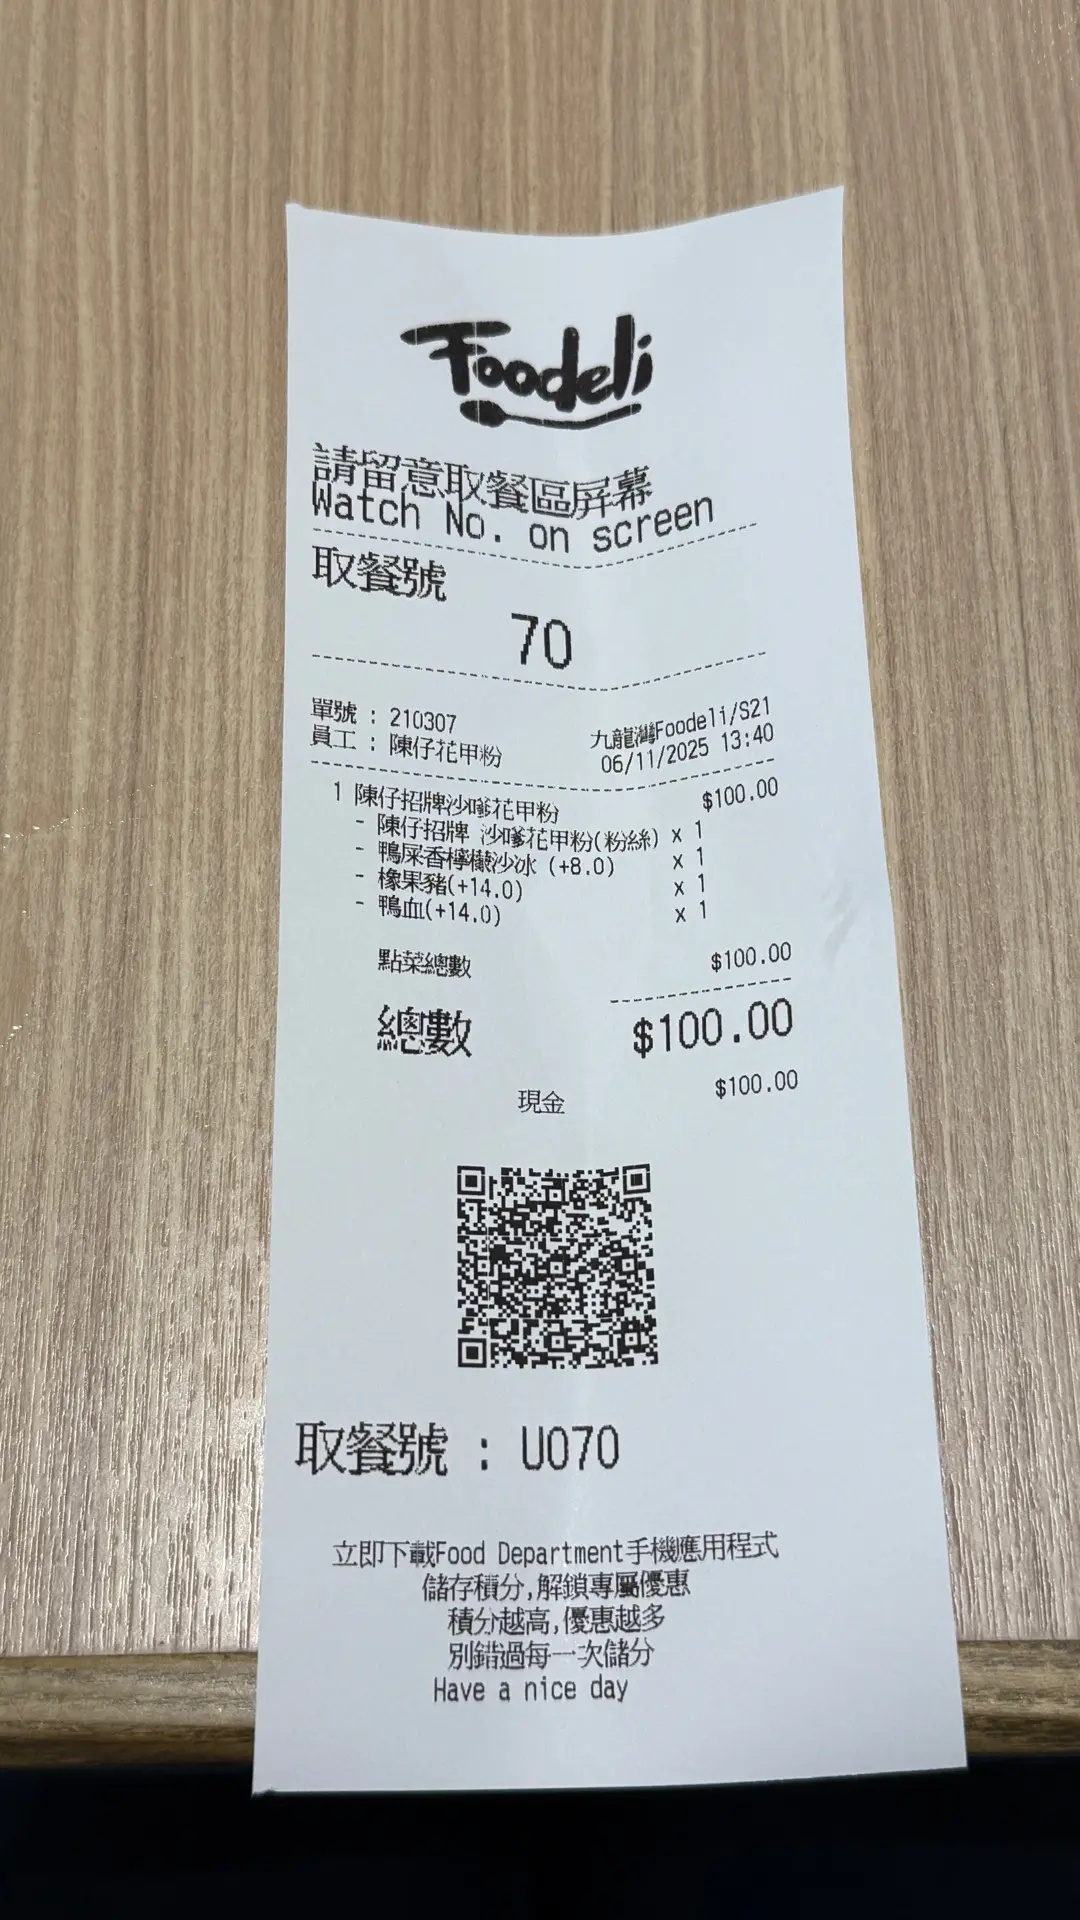 Foodeli
請留意取餐區屏幕
Watch No. on screen
取餐號
70
單號 : 210307
九龍灣Foodeli/S21
員工 : 陳仔花甲粉
06/11/2025 13:40
1 陳仔招牌沙嗲花甲粉 $100.00
- 陳仔招牌 沙嗲花甲粉(粉絲) x 1
- 鴨屎香檸檬沙冰 (+8.0) x 1
- 橡果豬(+14.0) x 1
- 鴨血(+14.0) x 1
點菜總數 $100.00
總數 $100.00
現金 $100.00
取餐號 : U070
立即下載Food Department手機應用程式
儲存積分,解鎖專屬優惠
積分越高,優惠越多
別錯過每一次儲分
Have a nice day